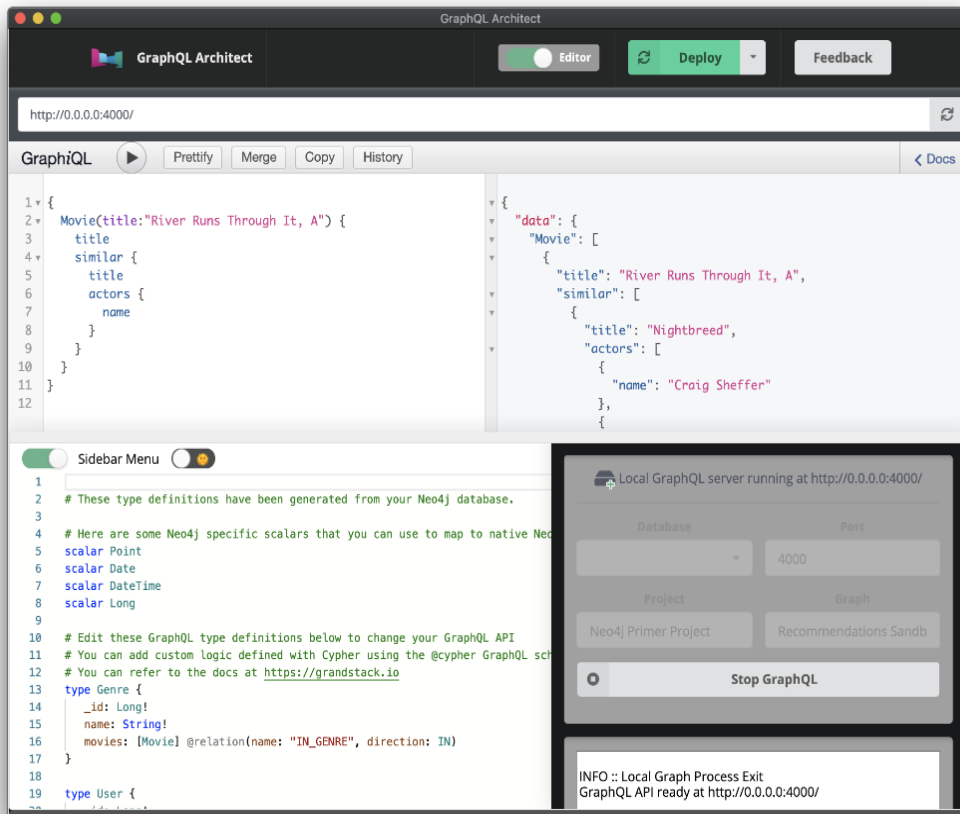 GraphQL Architect
GraphQL Architect
Editor
Deploy
Feedback
http://0.0.0.0:4000/
GraphiQL
Prettify
Merge
Copy
History
Docs
1 {
2 Movie(title:"River Runs Through It, A") {
3 title
4 similar {
5 title
6 actors {
7 name
8 }
9 }
10 }
11 }
12
{
"data": {
"Movie": [
{
"title": "River Runs Through It, A",
"similar": [
{
"title": "Nightbreed",
"actors": [
{
"name": "Craig Sheffer"
},
{
Sidebar Menu
1
2 # These type definitions have been generated from your Neo4j database.
3
4 # Here are some Neo4j specific scalars that you can use to map to native Neo
5 scalar Point
6 scalar Date
7 scalar DateTime
8 scalar Long
9
10 # Edit these GraphQL type definitions below to change your GraphQL API
11 # You can add custom logic defined with Cypher using the @cypher GraphQL sch
12 # You can refer to the docs at https://grandstack.io
13 type Genre {
14 _id: Long!
15 name: String!
16 movies: [Movie] @relation(name: "IN_GENRE", direction: IN)
17 }
18
19 type User {
Local GraphQL server running at http://0.0.0.0:4000/
Database
Port
4000
Project
Graph
Neo4j Primer Project
Recommendations Sandb
Stop GraphQL
INFO :: Local Graph Process Exit
GraphQL API ready at http://0.0.0.0:4000/